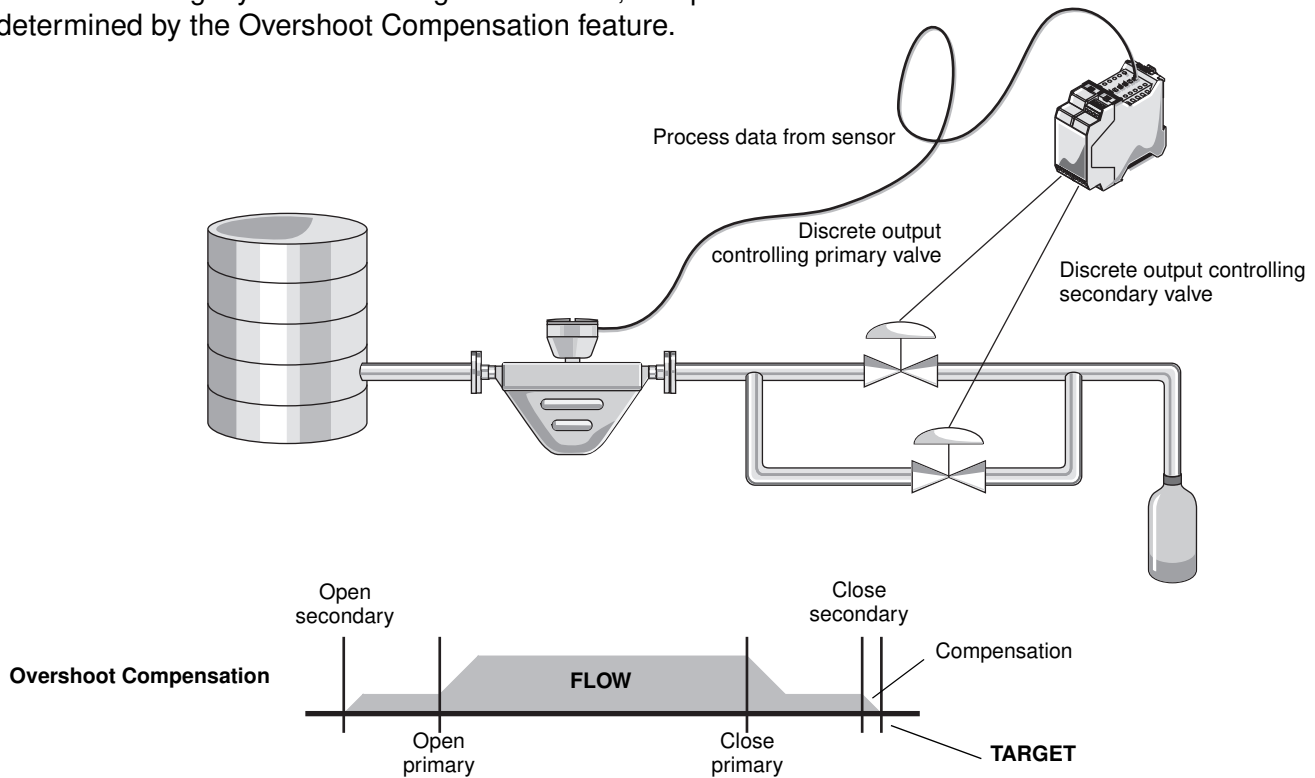 determined by the Overshoot Compensation feature.
Process data from sensor
Discrete output
controlling primary valve
Discrete output controlling
secondary valve
Open
secondary
Close
secondary
Compensation
Overshoot Compensation
FLOW
Open
primary
Close
primary
TARGET